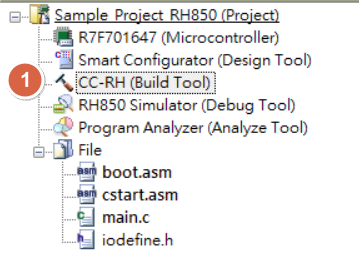 Sample_Project_RH850 (Project)
R7F701647 (Microcontroller)
Smart Configurator (Design Tool)
1 CC-RH (Build Tool)
RH850 Simulator (Debug Tool)
Program Analyzer (Analyze Tool)
File
asm boot.asm
asm cstart.asm
c main.c
h iodefine.h